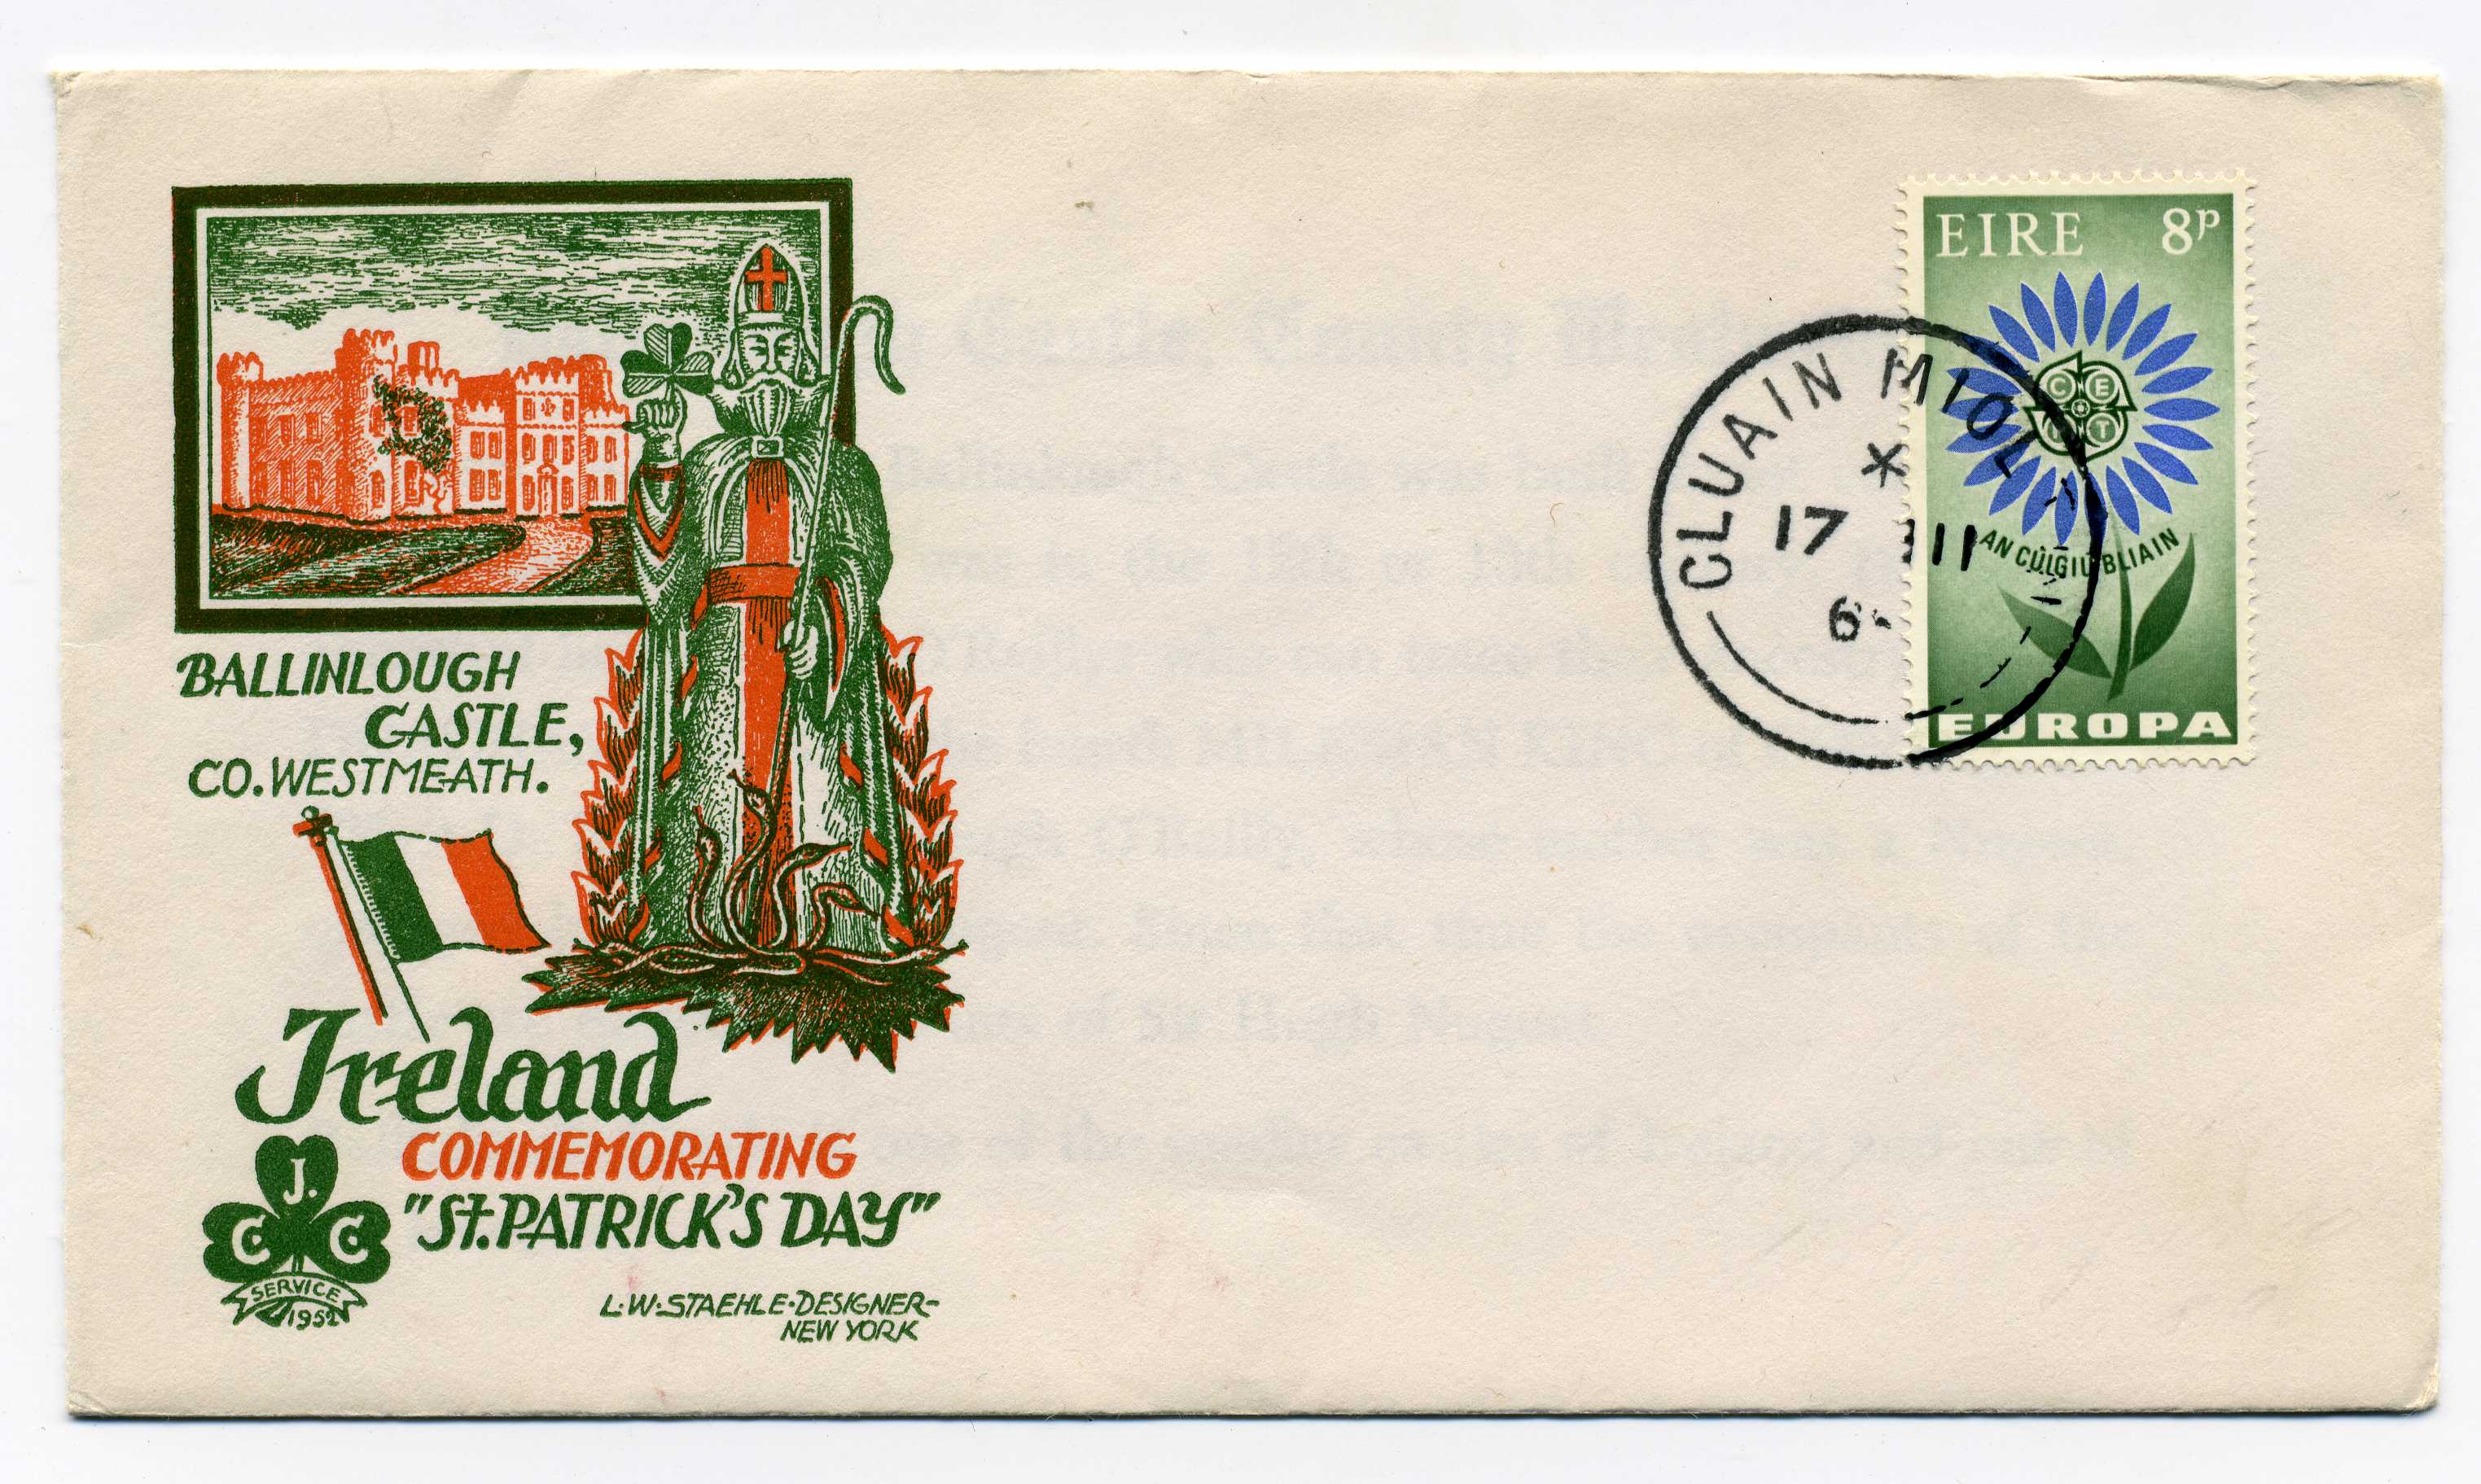 EIRE 8P
C E
T
AN CÚIGIÚ BLIAIN
EUROPA
CLUAIN MIOL
17 III
6
BALLINLOUGH
CASTLE,
CO. WESTMEATH.
Ireland
COMMEMORATING
"St. PATRICK'S DAY"
J.
C C
SERVICE
1952
L. W. STAEHLE • DESIGNER -
NEW YORK